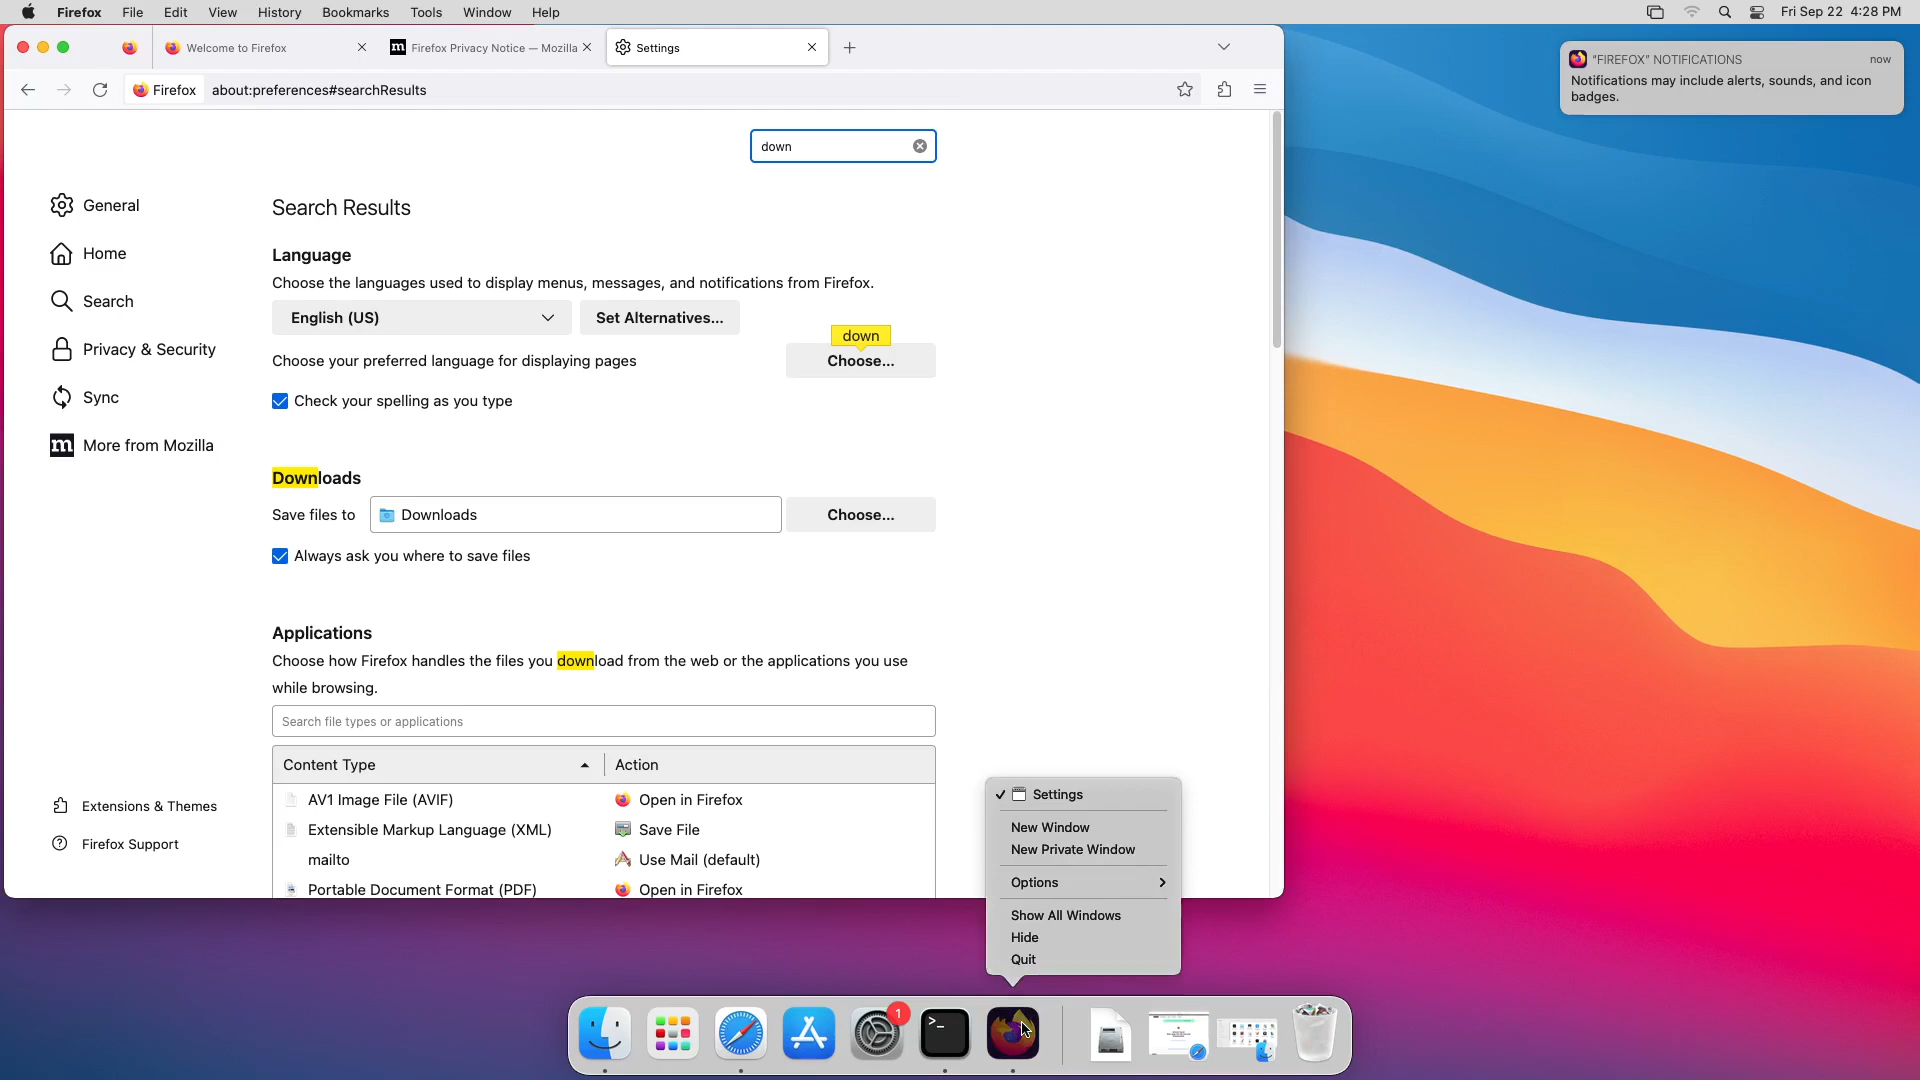 Firefox File Edit View History Bookmarks Tools Window Help
Fri Sep 22 4:28 PM
Welcome to Firefox
m Firefox Privacy Notice — Mozilla
Settings
Firefox about:preferences#searchResults
"FIREFOX" NOTIFICATIONS now
Notifications may include alerts, sounds, and icon
badges.
down
General
Home
Search
Privacy & Security
Sync
m More from Mozilla
Extensions & Themes
Firefox Support
Search Results
Language
Choose the languages used to display menus, messages, and notifications from Firefox.
English (US) Set Alternatives...
down
Choose your preferred language for displaying pages Choose...
Check your spelling as you type
Downloads
Save files to Downloads Choose...
Always ask you where to save files
Applications
Choose how Firefox handles the files you download from the web or the applications you use
while browsing.
Search file types or applications
Content Type Action
AV1 Image File (AVIF) Open in Firefox
Extensible Markup Language (XML) Save File
mailto Use Mail (default)
Portable Document Format (PDF) Open in Firefox
Settings
New Window
New Private Window
Options
Show All Windows
Hide
Quit
1
>_